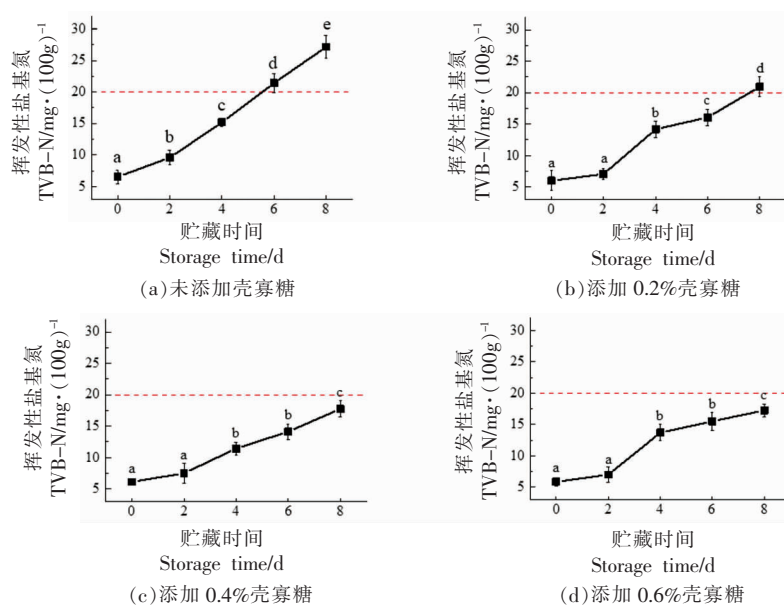 挥发性盐基氮
TVB-N/mg·(100g)⁻¹
30
25
20
15
10
5
a
b
c
d
e
0 2 4 6 8
贮藏时间
Storage time/d
(a)未添加壳寡糖
挥发性盐基氮
TVB-N/mg·(100g)⁻¹
30
25
20
15
10
5
a
a
b
c
d
0 2 4 6 8
贮藏时间
Storage time/d
(b)添加 0.2%壳寡糖
挥发性盐基氮
TVB-N/mg·(100g)⁻¹
30
25
20
15
10
5
a
a
b
b
c
0 2 4 6 8
贮藏时间
Storage time/d
(c)添加 0.4%壳寡糖
挥发性盐基氮
TVB-N/mg·(100g)⁻¹
30
25
20
15
10
5
a
a
b
b
c
0 2 4 6 8
贮藏时间
Storage time/d
(d)添加 0.6%壳寡糖